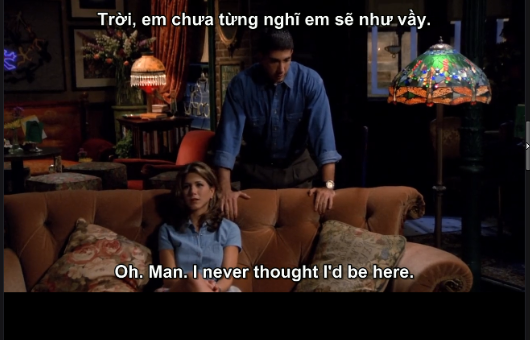 Trời, em chưa từng nghĩ em sẽ như vầy.
Oh. Man. I never thought I'd be here.